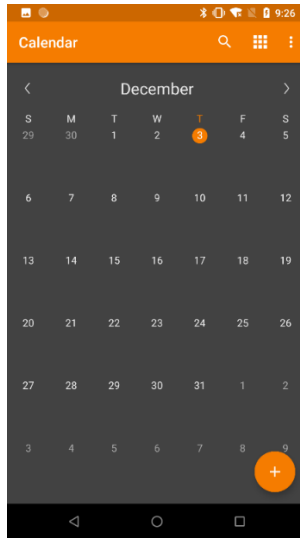 9:26
Calendar
December
S M T W T F S
29 30 1 2 3 4 5
6 7 8 9 10 11 12
13 14 15 16 17 18 19
20 21 22 23 24 25 26
27 28 29 30 31 1 2
3 4 5 6 7 8 9
+